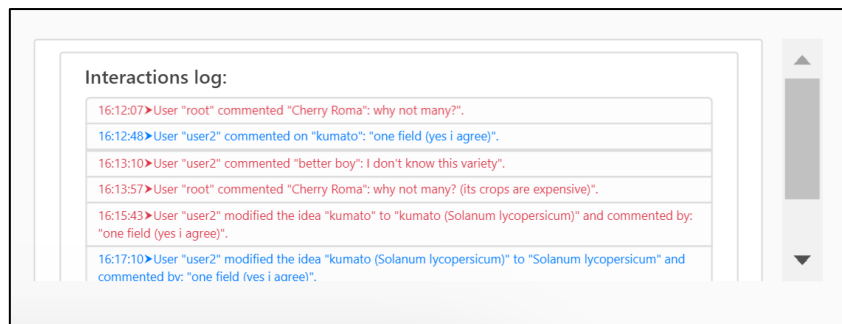 Interactions log:
16:12:07➤User "root" commented "Cherry Roma": why not many?".
16:12:48➤User "user2" commented on "kumato": "one field (yes i agree)".
16:13:10➤User "user2" commented "better boy": I don't know this variety".
16:13:57➤User "root" commented "Cherry Roma": why not many? (its crops are expensive)".
16:15:43➤User "user2" modified the idea "kumato" to "kumato (Solanum lycopersicum)" and commented by:
"one field (yes i agree)".
16:17:10➤User "user2" modified the idea "kumato (Solanum lycopersicum)" to "Solanum lycopersicum" and
commented by: "one field (yes i agree)".